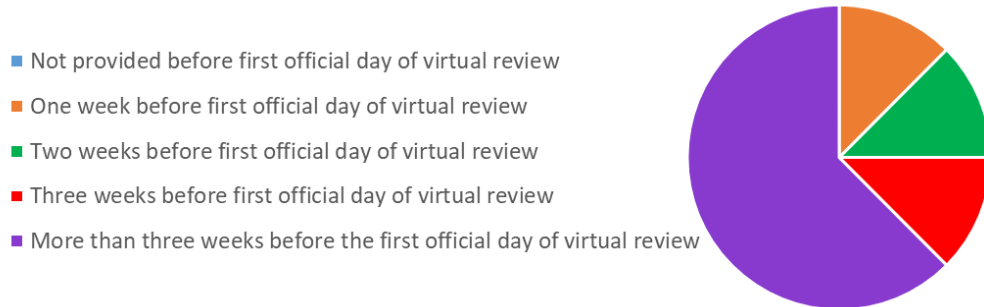 Not provided before first official day of virtual review
One week before first official day of virtual review
Two weeks before first official day of virtual review
Three weeks before first official day of virtual review
More than three weeks before the first official day of virtual review